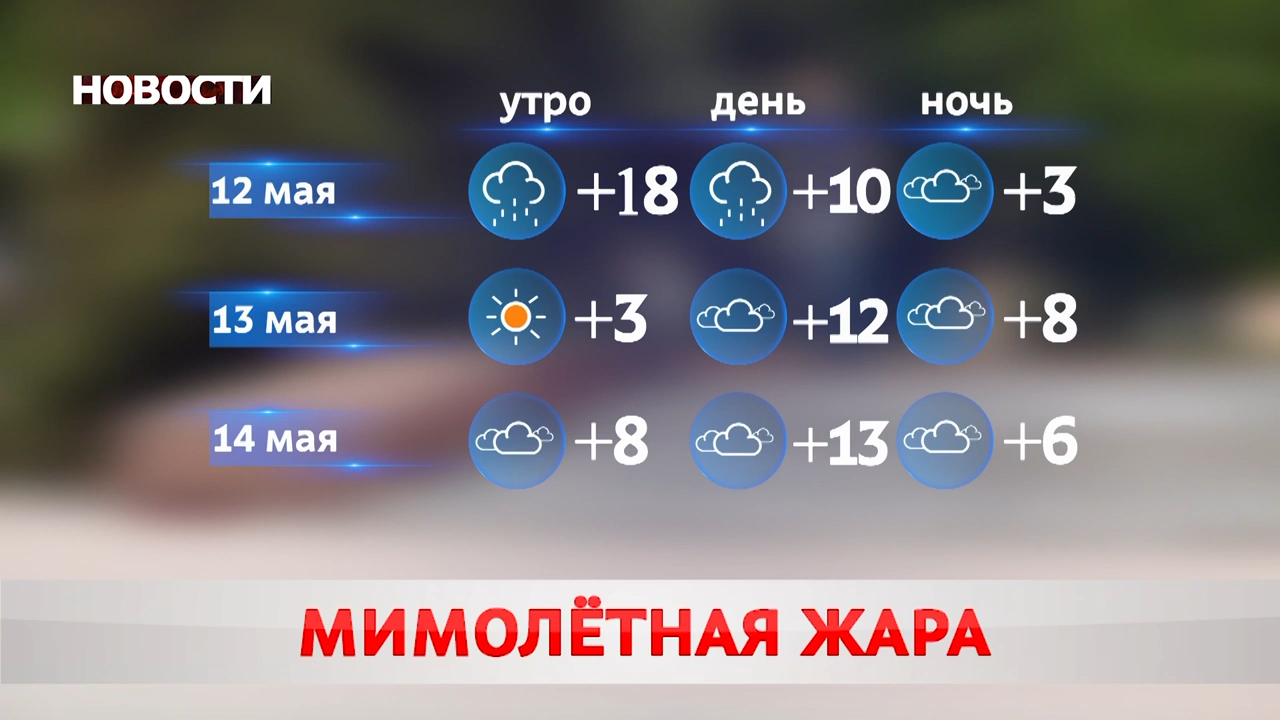 НОВОСТИ
утро день ночь
12 мая +18 +10 +3
13 мая +3 +12 +8
14 мая +8 +13 +6
МИМОЛЁТНАЯ ЖАРА